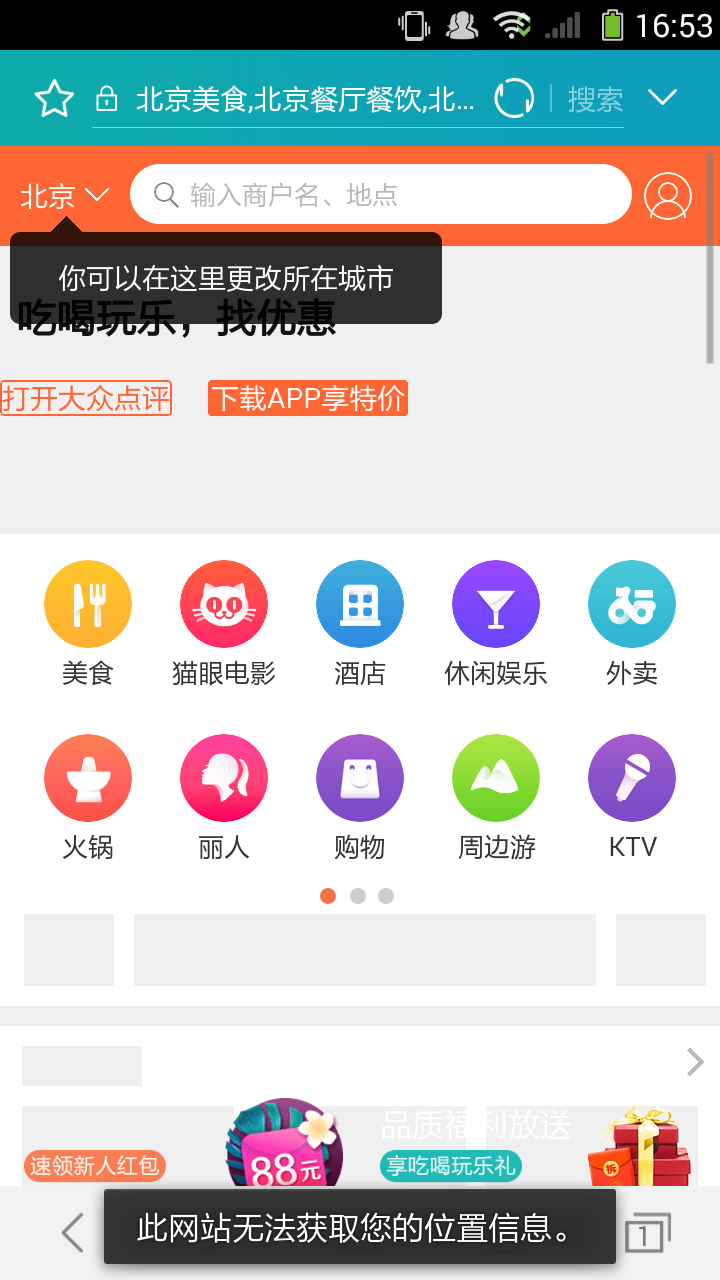 16:53
北京美食,北京餐厅餐饮,北...
搜索
北京
输入商户名、地点
你可以在这里更改所在城市
吃喝玩乐，找优惠
打开大众点评
下载APP享特价
美食
猫眼电影
酒店
休闲娱乐
外卖
火锅
丽人
购物
周边游
KTV
品质福利放送
速领新人红包
88元
享吃喝玩乐礼
拆
此网站无法获取您的位置信息。
1